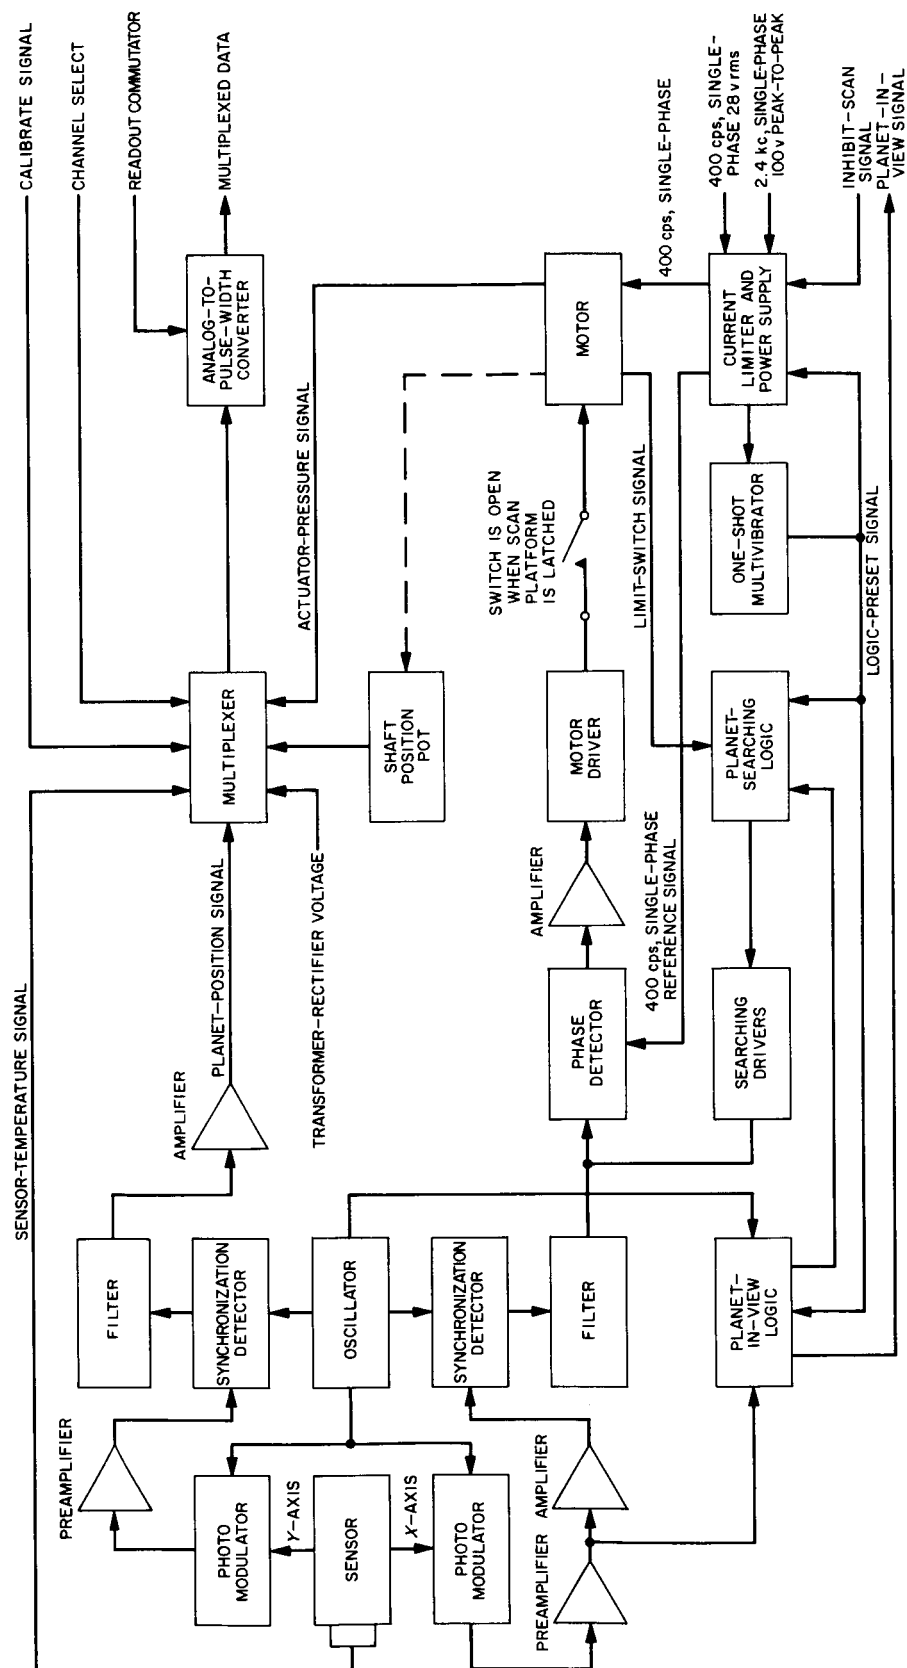 SENSOR-TEMPERATURE SIGNAL
CALIBRATE SIGNAL
CHANNEL SELECT
READOUT COMMUTATOR
MULTIPLEXED DATA
ANALOG-TO-
PULSE-WIDTH
CONVERTER
PREAMPLIFIER
FILTER
AMPLIFIER
PLANET-POSITION SIGNAL
MULTIPLEXER
ACTUATOR-PRESSURE SIGNAL
PHOTO
MODULATOR
SYNCHRONIZATION
DETECTOR
Y-AXIS
SENSOR
OSCILLATOR
TRANSFORMER-RECTIFIER VOLTAGE
SHAFT
POSITION
POT
X-AXIS
PHOTO
MODULATOR
SYNCHRONIZATION
DETECTOR
SWITCH IS OPEN
WHEN SCAN
PLATFORM
IS LATCHED
PREAMPLIFIER
AMPLIFIER
FILTER
PHASE
DETECTOR
AMPLIFIER
MOTOR
DRIVER
MOTOR
400 cps, SINGLE-PHASE
LIMIT-SWITCH SIGNAL
400 cps, SINGLE-PHASE
REFERENCE SIGNAL
400 cps, SINGLE-
PHASE 28 v rms
2.4 kc, SINGLE-PHASE
100 v PEAK-TO-PEAK
PLANET-
IN-VIEW
LOGIC
SEARCHING
DRIVERS
PLANET-
SEARCHING
LOGIC
ONE-SHOT
MULTIVIBRATOR
CURRENT
LIMITER AND
POWER SUPPLY
LOGIC-PRESET SIGNAL
INHIBIT-SCAN
SIGNAL
PLANET-IN-
VIEW SIGNAL